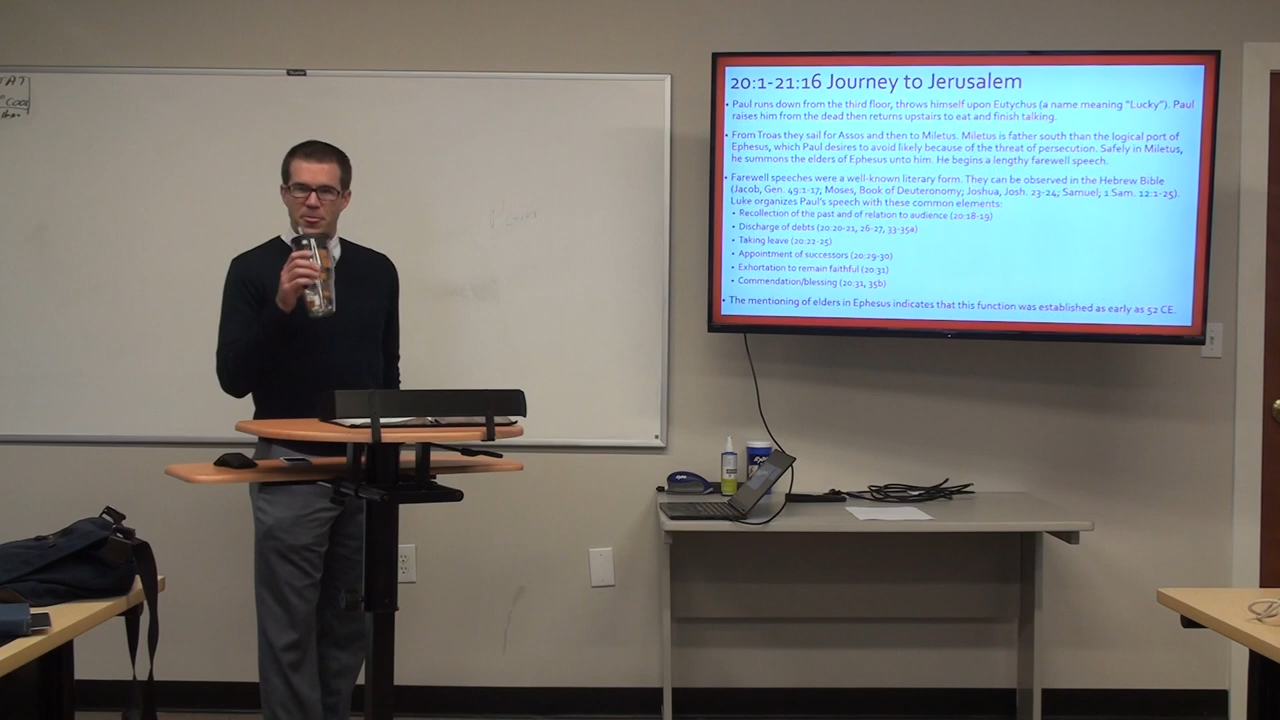 20:1-21:16 Journey to Jerusalem
• Paul runs down from the third floor, throws himself upon Eutychus (a name meaning "Lucky"). Paul
raises him from the dead then returns upstairs to eat and finish talking.
• From Troas they sail for Assos and then to Miletus. Miletus is father south than the logical port of
Ephesus, which Paul desires to avoid likely because of the threat of persecution. Safely in Miletus,
he summons the elders of Ephesus unto him. He begins a lengthy farewell speech.
• Farewell speeches were a well-known literary form. They can be observed in the Hebrew Bible
(Jacob, Gen. 49:1-17; Moses, Book of Deuteronomy; Joshua, Josh. 23-24; Samuel; 1 Sam. 12:1-25).
Luke organizes Paul's speech with these common elements:
• Recollection of the past and of relation to audience (20:18-19)
• Discharge of debts (20:20-21, 26-27, 33-35a)
• Taking leave (20:22-25)
• Appointment of successors (20:29-30)
• Exhortation to remain faithful (20:31)
• Commendation/blessing (20:31, 35b)
• The mentioning of elders in Ephesus indicates that this function was established as early as 52 CE.